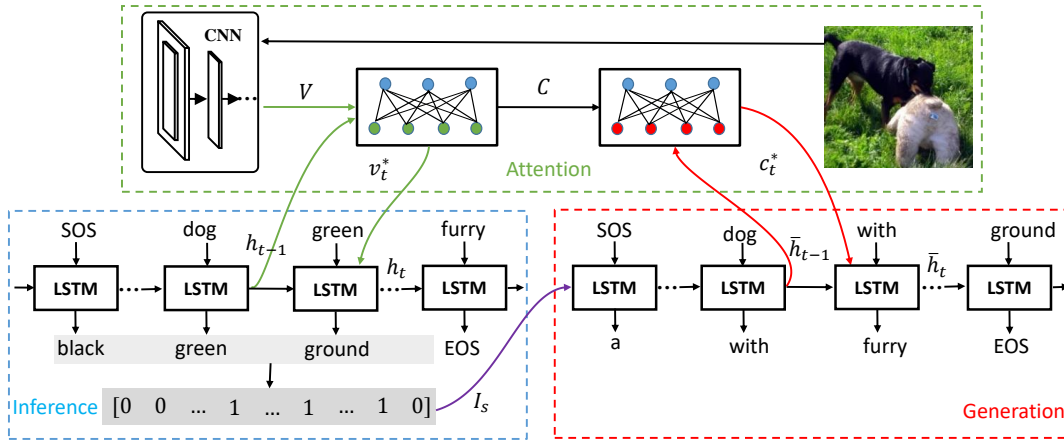 CNN
V
C
v_t^*
c_t^*
Attention
SOS
dog
green
furry
h_{t-1}
h_t
LSTM ... LSTM LSTM ... LSTM
black
green
ground
EOS
[0 0 ... 1 ... 1 ... 1 0]
Inference
I_s
SOS
dog
with
ground
h̄_{t-1}
h̄_t
LSTM ... LSTM LSTM ... LSTM
a
with
furry
EOS
Generation